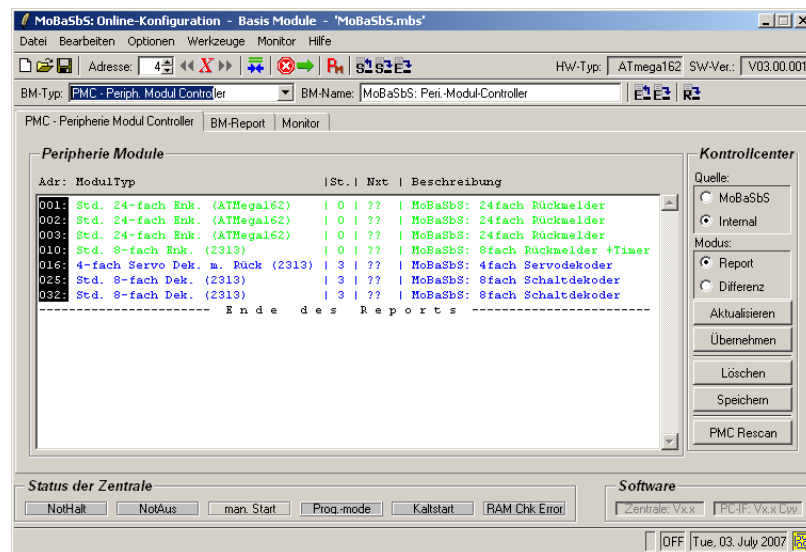 MoBaSbS: Online-Konfiguration - Basis Module - 'MoBaSbS.mbs'
Datei Bearbeiten Optionen Werkzeuge Monitor Hilfe
Adresse: 4 HW-Typ: ATmega162 SW-Ver.: V03.00.001
BM-Typ: PMC - Periph. Modul Controller BM-Name: MoBaSbS: Peri.-Modul-Controller
PMC - Peripherie Modul Controller BM-Report Monitor
Peripherie Module
Adr: ModulTyp |St.| Nxt | Beschreibung
001: Std. 24-fach Enk. (ATMega162) | 0 | ?? | MoBaSbS: 24fach Rückmelder
002: Std. 24-fach Enk. (ATMega162) | 0 | ?? | MoBaSbS: 24fach Rückmelder
003: Std. 24-fach Enk. (ATMega162) | 0 | ?? | MoBaSbS: 24fach Rückmelder
010: Std. 8-fach Enk. (2313) | 0 | ?? | MoBaSbS: 8fach Rückmelder +Timer
016: 4-fach Servo Dek. m. Rück (2313) | 3 | ?? | MoBaSbS: 4fach Servodekoder
025: Std. 8-fach Dek. (2313) | 3 | ?? | MoBaSbS: 8fach Schaltdekoder
032: Std. 8-fach Dek. (2313) | 3 | ?? | MoBaSbS: 8fach Schaltdekoder
---------------------- E n d e d e s R e p o r t s -----------------------
Kontrollcenter
Quelle:
MoBaSbS
Internal
Modus:
Report
Differenz
Aktualisieren
Übernehmen
Löschen
Speichern
PMC Rescan
Status der Zentrale
NotHalt NotAus man. Start Prog.-mode Kaltstart RAM Chk Error
Software
Zentrale: Vx.x PC-IF: Vx.x Cyy
OFF Tue, 03. July 2007